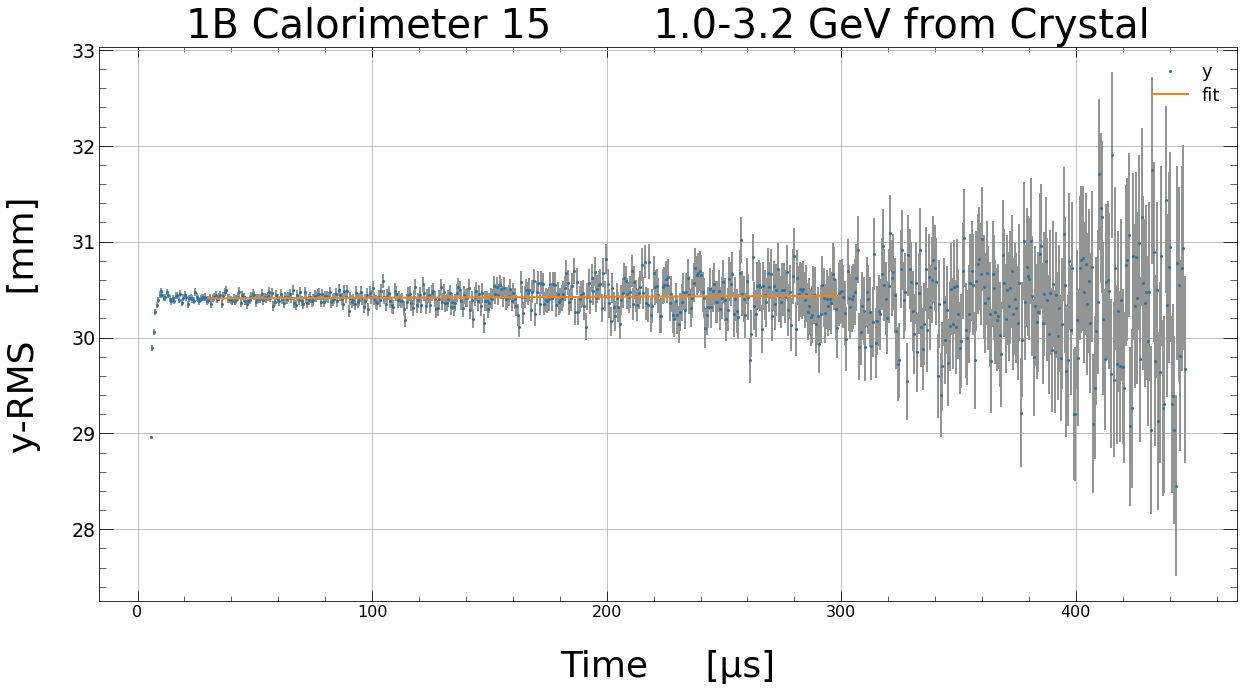 1B Calorimeter 15 1.0-3.2 GeV from Crystal
y
fit
33
32
31
30
29
28
y-RMS [mm]
0 100 200 300 400
Time [µs]